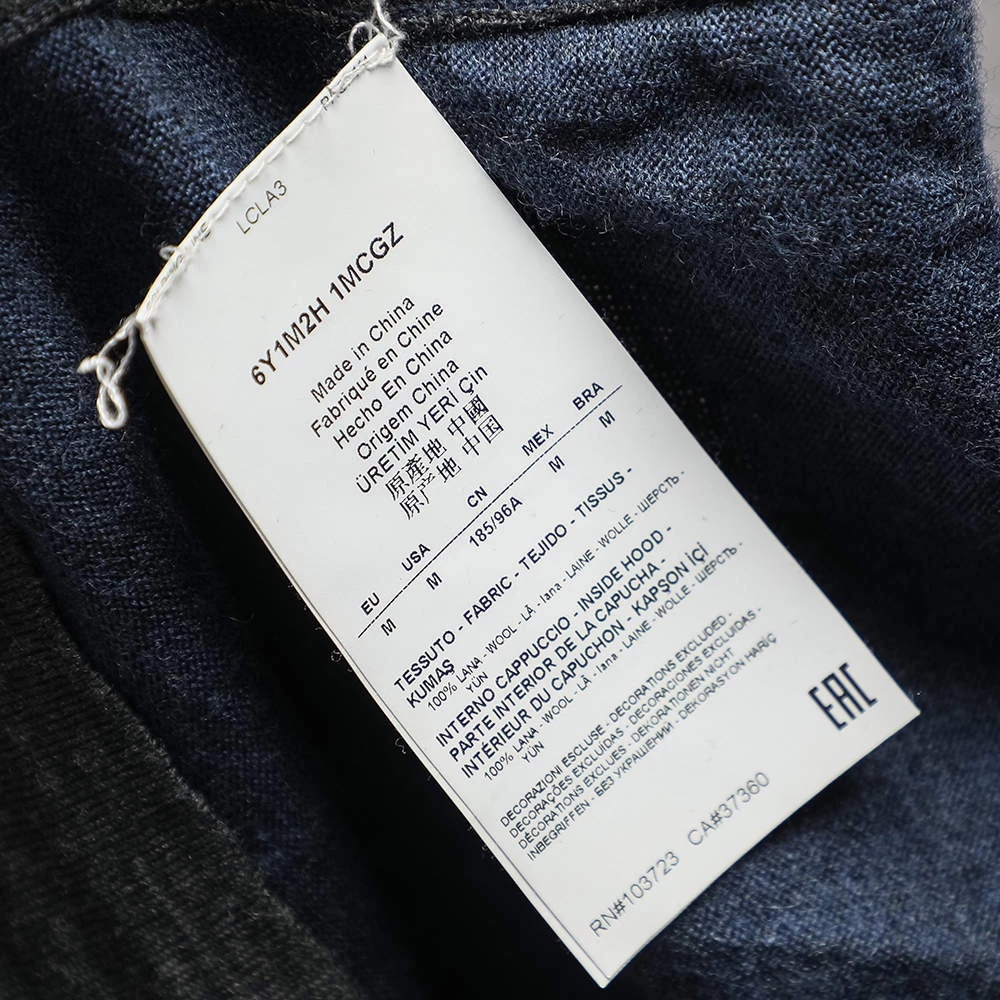 LCLA3
6Y1M2H 1MCGZ
Made in China
Fabriqué en Chine
Hecho En China
Origem China
ÜRETİM YERİ Çin
原產地 中國
原产地 中国
EU USA CN MEX BRA
M M 185/96A M M
TESSUTO - FABRIC - TEJIDO - TISSUS -
KUMAŞ
100% LANA - WOOL - LÃ - lana - LAINE - WOLLE - ШЕРСТЬ -
YÜN
INTERNO CAPPUCCIO - INSIDE HOOD -
PARTE INTERIOR DE LA CAPUCHA -
INTÉRIEUR DU CAPUCHON - KAPŞON İÇİ
100% LANA - WOOL - LÃ - lana - LAINE - WOLLE - ШЕРСТЬ -
YÜN
DECORAZIONI ESCLUSE - DECORATIONS EXCLUDED -
DECORAÇÕES EXCLUÍDAS - DECORACIONES EXCLUIDAS -
DÉCORATIONS EXCLUES - DEKORATIONEN NICHT
INBEGRIFFEN - БЕЗ УКРАШЕНИЙ - DEKORASYON HARİÇ
EAC
RN#103723 CA#37360